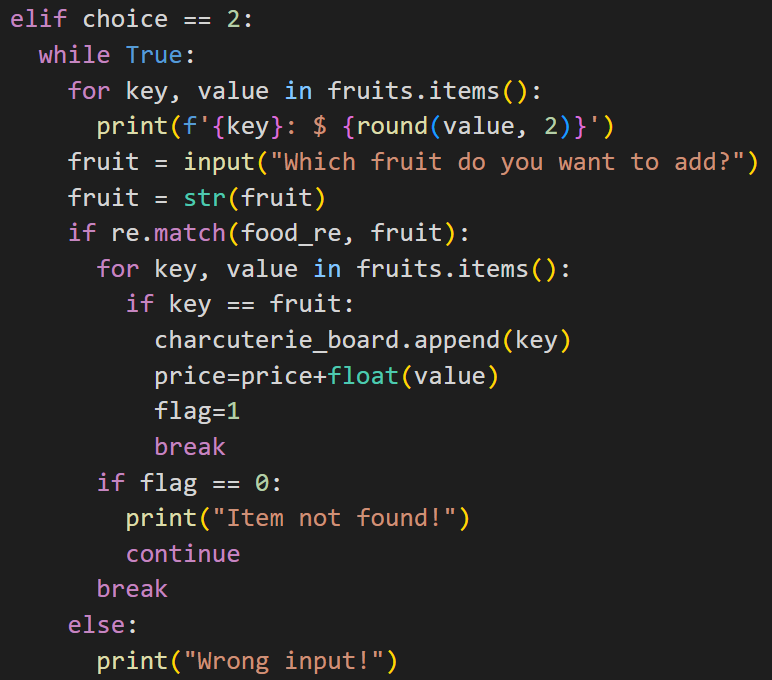 elif choice == 2:
  while True:
    for key, value in fruits.items():
      print(f'{key}: $ {round(value, 2)}')
    fruit = input("Which fruit do you want to add?")
    fruit = str(fruit)
    if re.match(food_re, fruit):
      for key, value in fruits.items():
        if key == fruit:
          charcuterie_board.append(key)
          price=price+float(value)
          flag=1
          break
      if flag == 0:
        print("Item not found!")
        continue
      break
    else:
      print("Wrong input!")